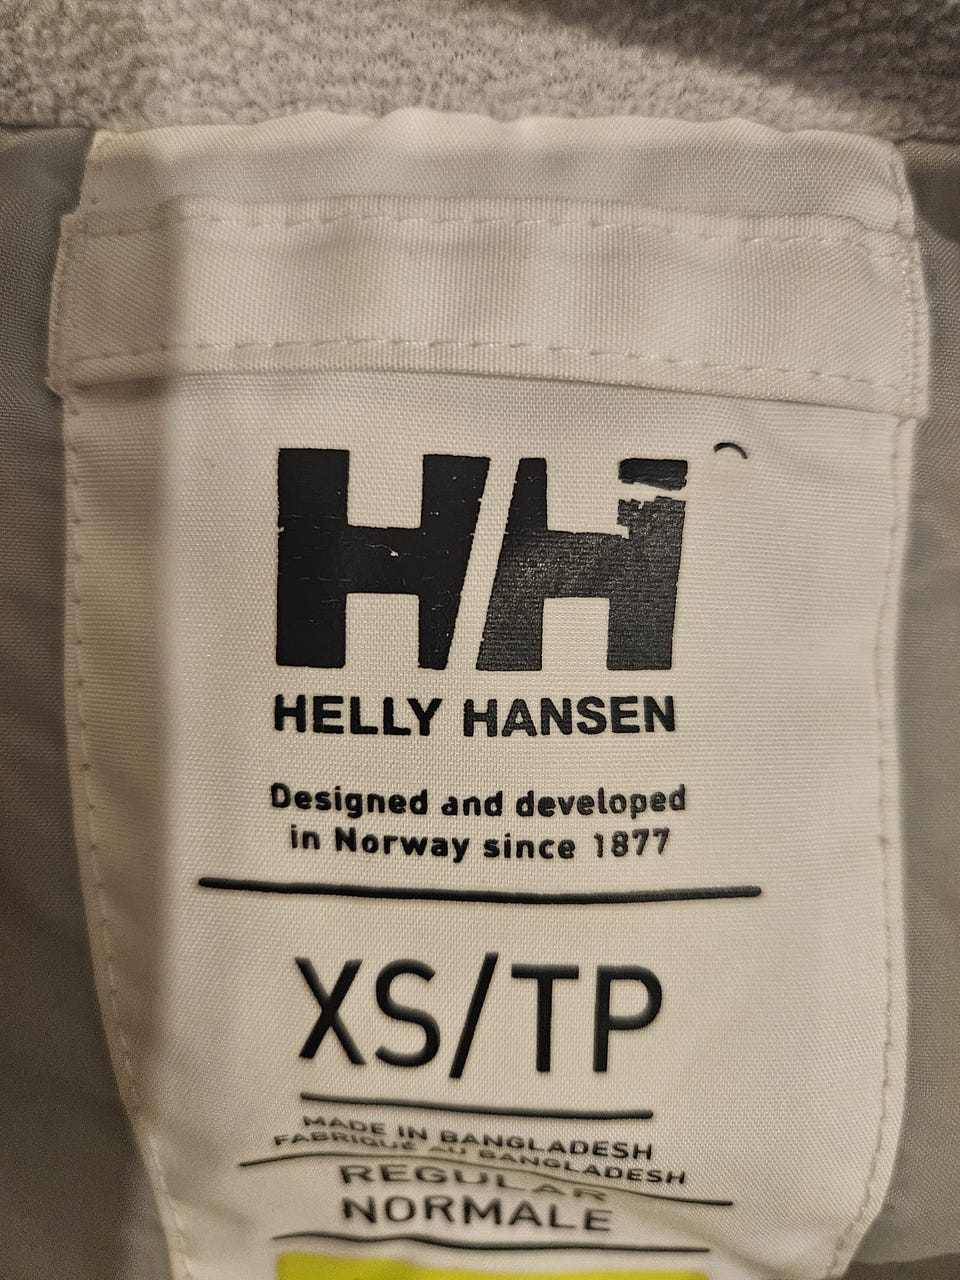 HH
HELLY HANSEN
Designed and developed
in Norway since 1877
XS/TP
MADE IN BANGLADESH
FABRIQUÉ AU BANGLADESH
REGULAR
NORMALE